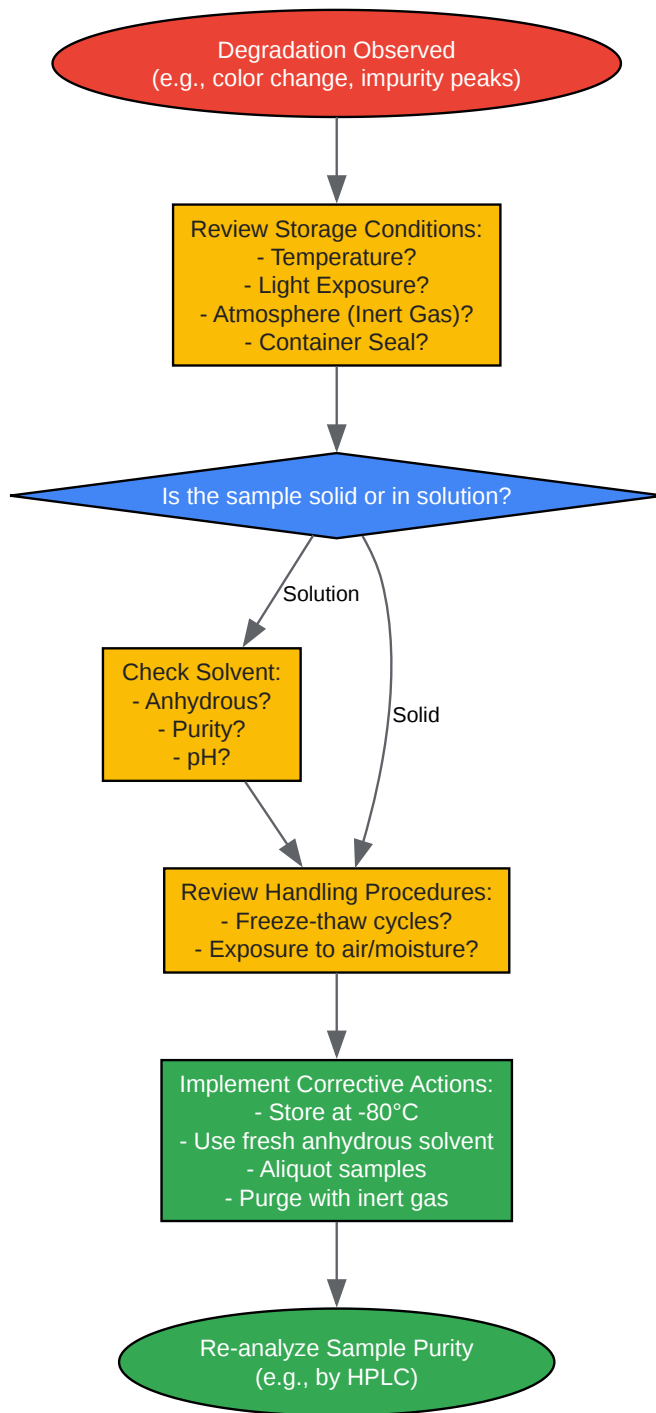 Degradation Observed
(e.g., color change, impurity peaks)
Review Storage Conditions:
- Temperature?
- Light Exposure?
- Atmosphere (Inert Gas)?
- Container Seal?
Is the sample solid or in solution?
Solution
Check Solvent:
- Anhydrous?
- Purity?
- pH?
Solid
Review Handling Procedures:
- Freeze-thaw cycles?
- Exposure to air/moisture?
Implement Corrective Actions:
- Store at -80°C
- Use fresh anhydrous solvent
- Aliquot samples
- Purge with inert gas
Re-analyze Sample Purity
(e.g., by HPLC)